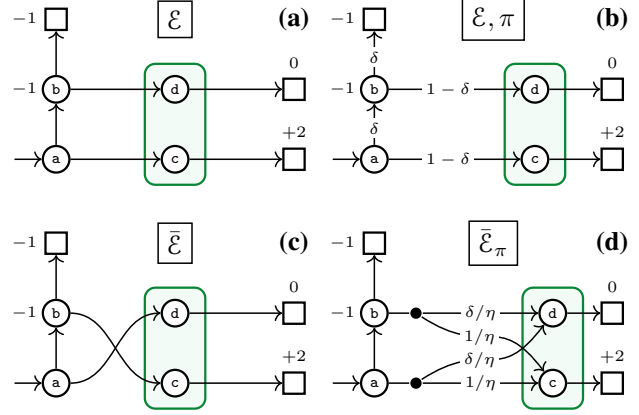 −1 ℰ (a)
0
−1 b d
+2
a c
−1 ℰ, π (b)
δ 0
−1 b 1 − δ d
δ +2
a 1 − δ c
−1 ℰ̄ (c)
0
−1 b d
+2
a c
−1 ℰ̄π (d)
0
−1 b δ/η d
1/η
δ/η +2
a 1/η c